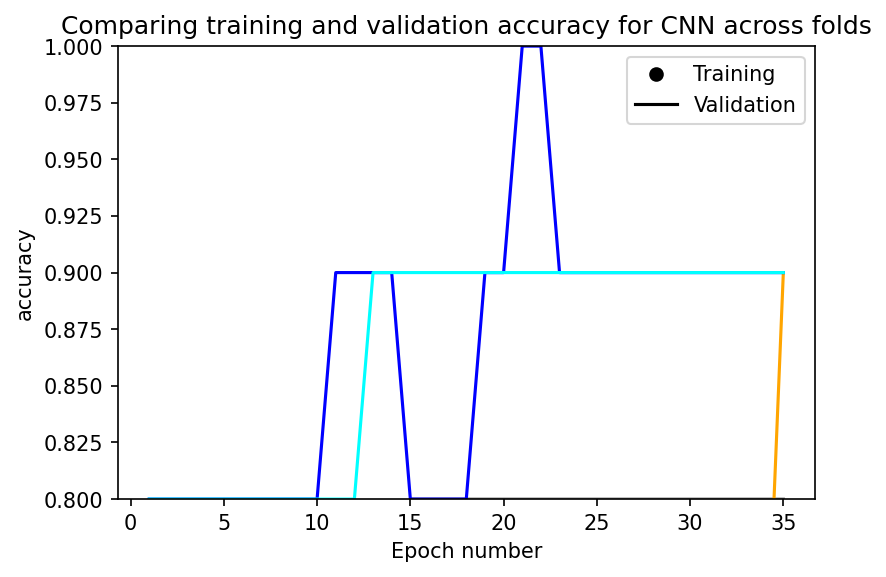 Comparing training and validation accuracy for CNN across folds
1.000
0.975
0.950
0.925
0.900
0.875
0.850
0.825
0.800
accuracy
Training
Validation
0 5 10 15 20 25 30 35
Epoch number